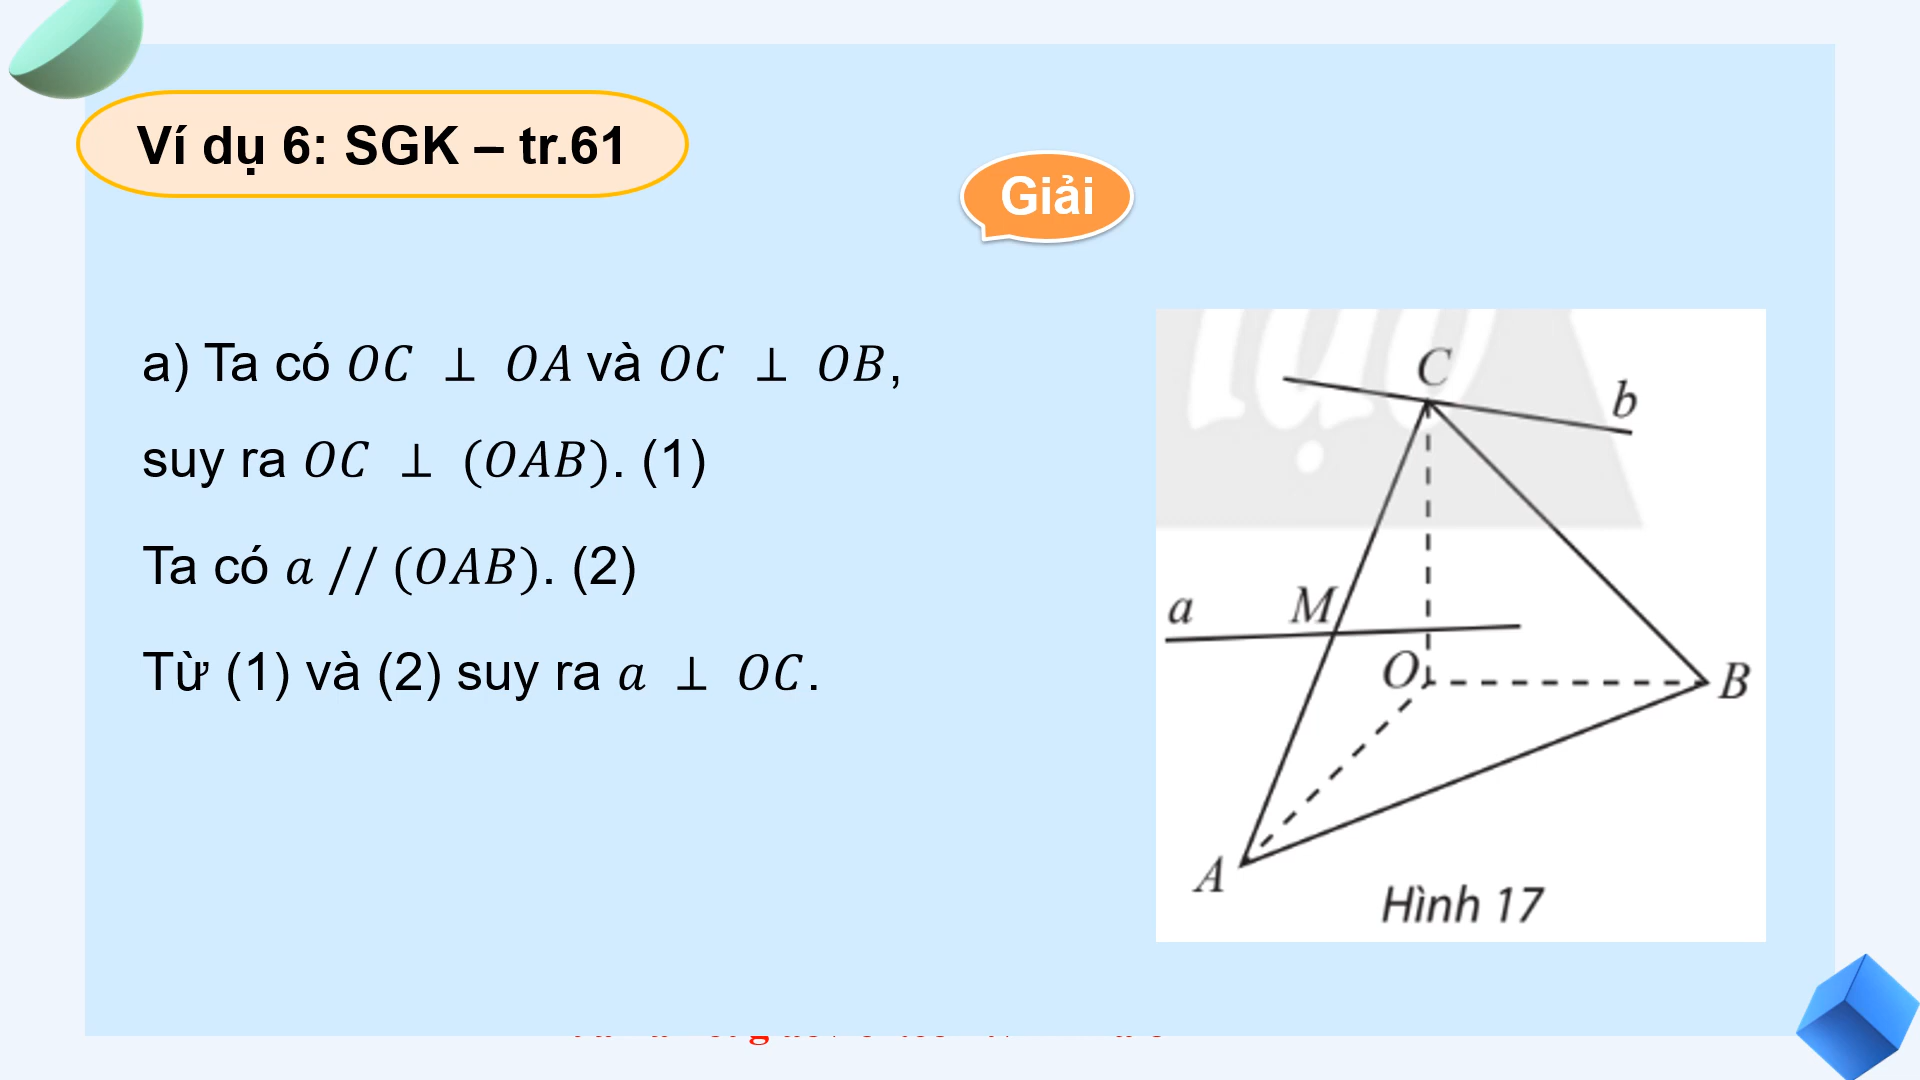 Ví dụ 6: SGK – tr.61
Giải
a) Ta có 𝑂𝐶 ⊥ 𝑂𝐴 và 𝑂𝐶 ⊥ 𝑂𝐵,
suy ra 𝑂𝐶 ⊥ (𝑂𝐴𝐵). (1)
Ta có 𝑎 // (𝑂𝐴𝐵). (2)
Từ (1) và (2) suy ra 𝑎 ⊥ 𝑂𝐶.
tạo
C
b
a
M
O
B
A
Hình 17